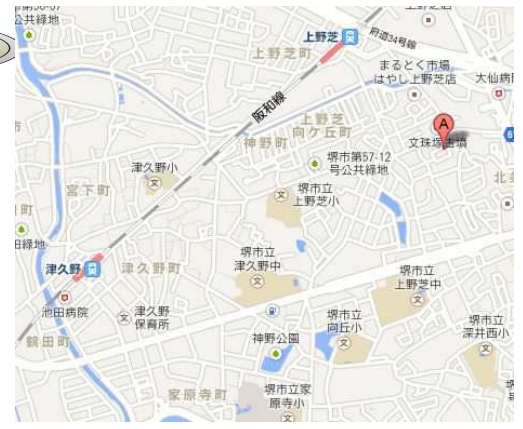 公共緑地
上野芝
府道34号線
上野芝町
まるとく市場
はやし上野芝店
大仙病院
阪和線
上野芝
向ケ丘町
神野町
A
文珠塚古墳
堺市第57-12
号公共緑地
津久野小
堺市立
上野芝小
宮下町
津久野
津久野町
堺市立
津久野中
堺市立
上野芝中
池田病院
津久野
保育所
堺市立
向丘小
堺市立
深井西小
鶴田町
神野公園
家原寺町
堺市立家
原寺小